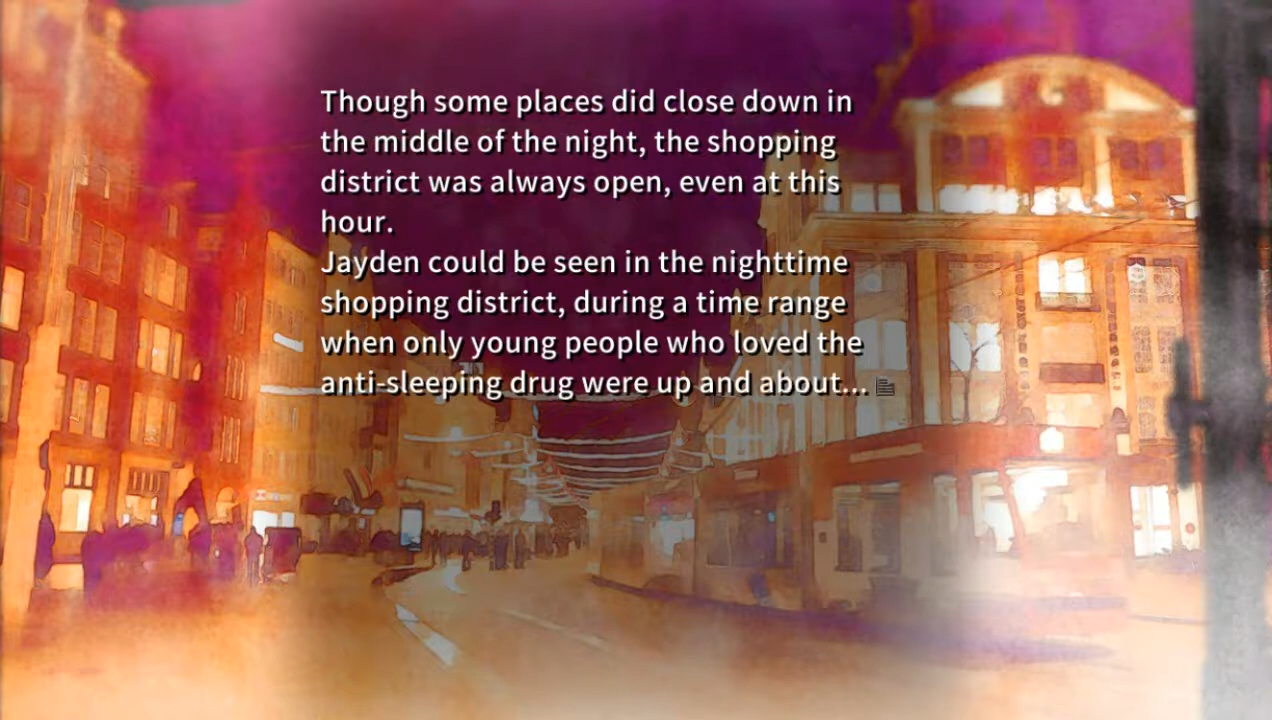 Though some places did close down in
the middle of the night, the shopping
district was always open, even at this
hour.
Jayden could be seen in the nighttime
shopping district, during a time range
when only young people who loved the
anti-sleeping drug were up and about...